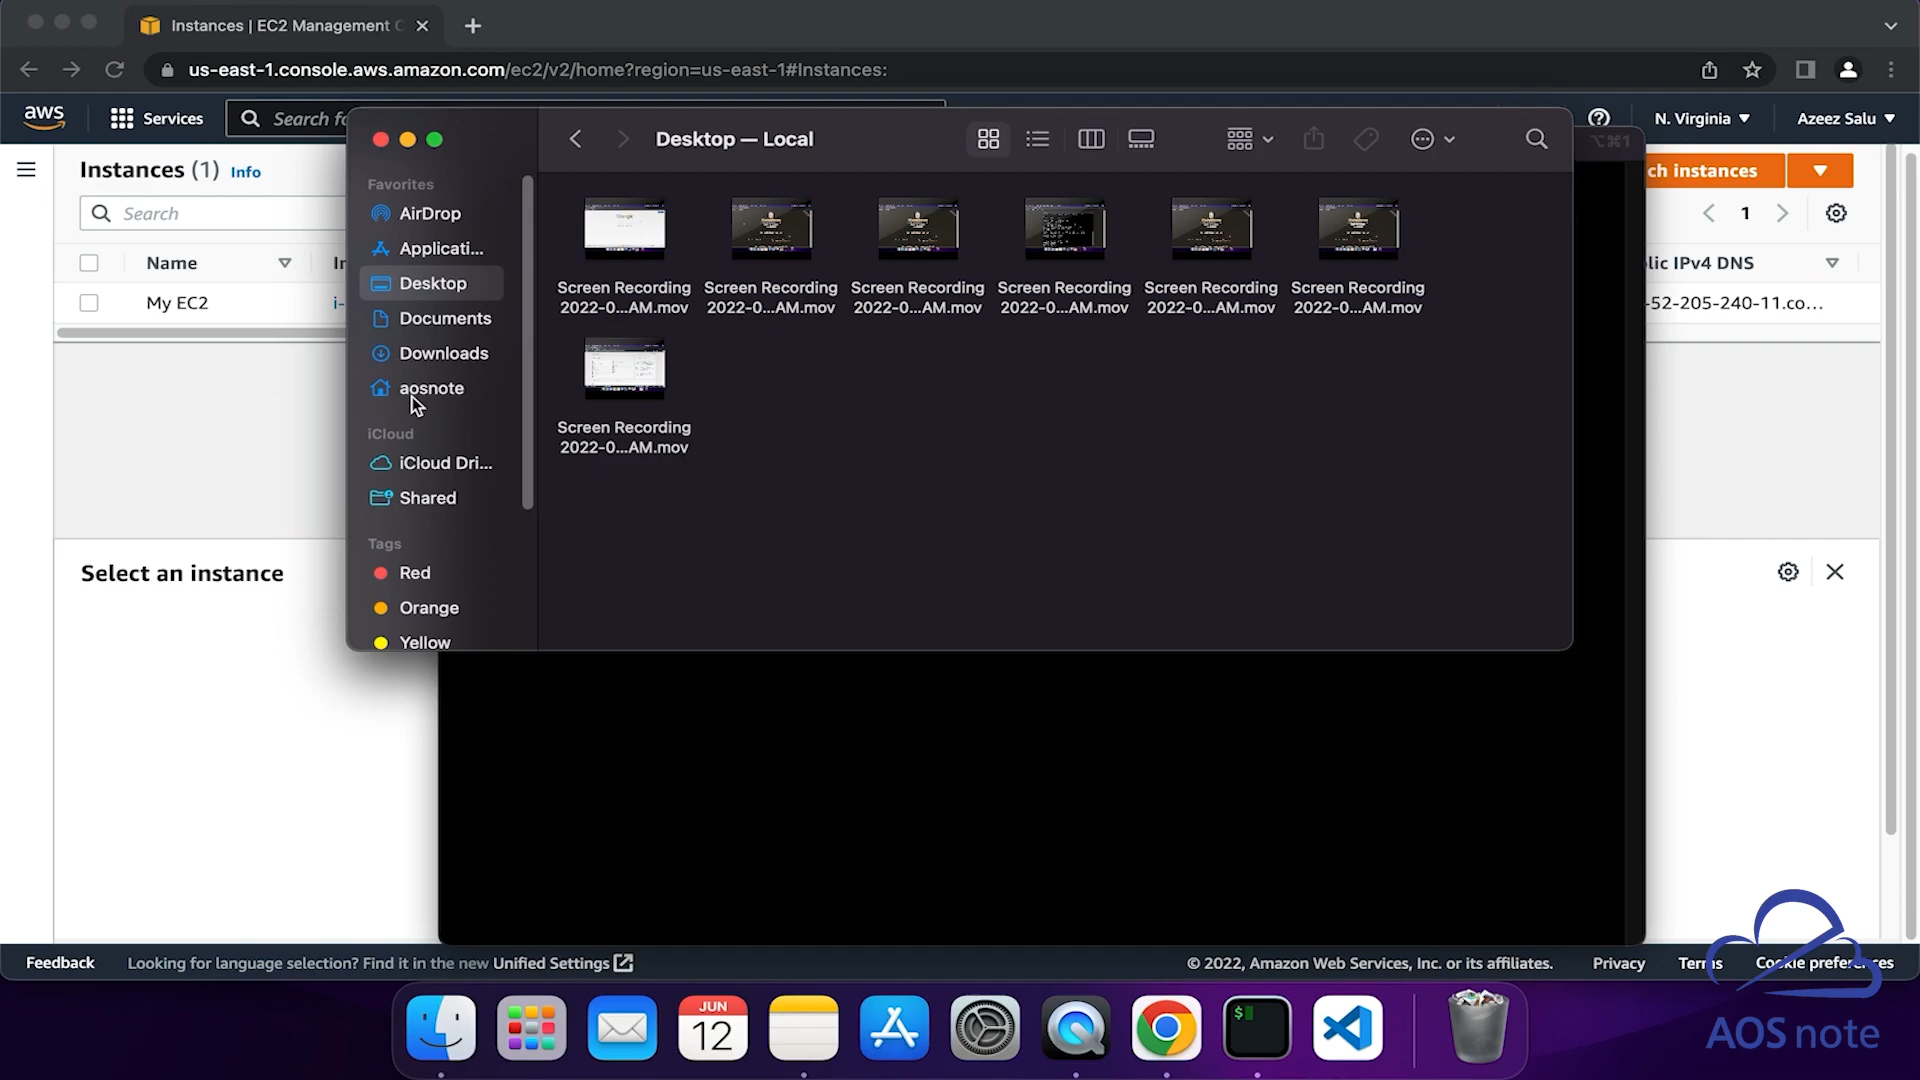 Instances | EC2 Management C
us-east-1.console.aws.amazon.com/ec2/v2/home?region=us-east-1#Instances:
aws
Services
Search fo
N. Virginia
Azeez Salu
Instances (1) Info
Search
ch instances
1
Name
In
lic IPv4 DNS
My EC2
i-
-52-205-240-11.co...
Select an instance
Desktop — Local
⌥⌘1
Favorites
AirDrop
Applicati...
Desktop
Documents
Downloads
aosnote
iCloud
iCloud Dri...
Shared
Tags
Red
Orange
Yellow
Screen Recording
2022-0...AM.mov
Screen Recording
2022-0...AM.mov
Screen Recording
2022-0...AM.mov
Screen Recording
2022-0...AM.mov
Screen Recording
2022-0...AM.mov
Screen Recording
2022-0...AM.mov
Screen Recording
2022-0...AM.mov
Feedback
Looking for language selection? Find it in the new Unified Settings
© 2022, Amazon Web Services, Inc. or its affiliates.
Privacy
Terms
Cookie preferences
JUN
12
$
AOS note